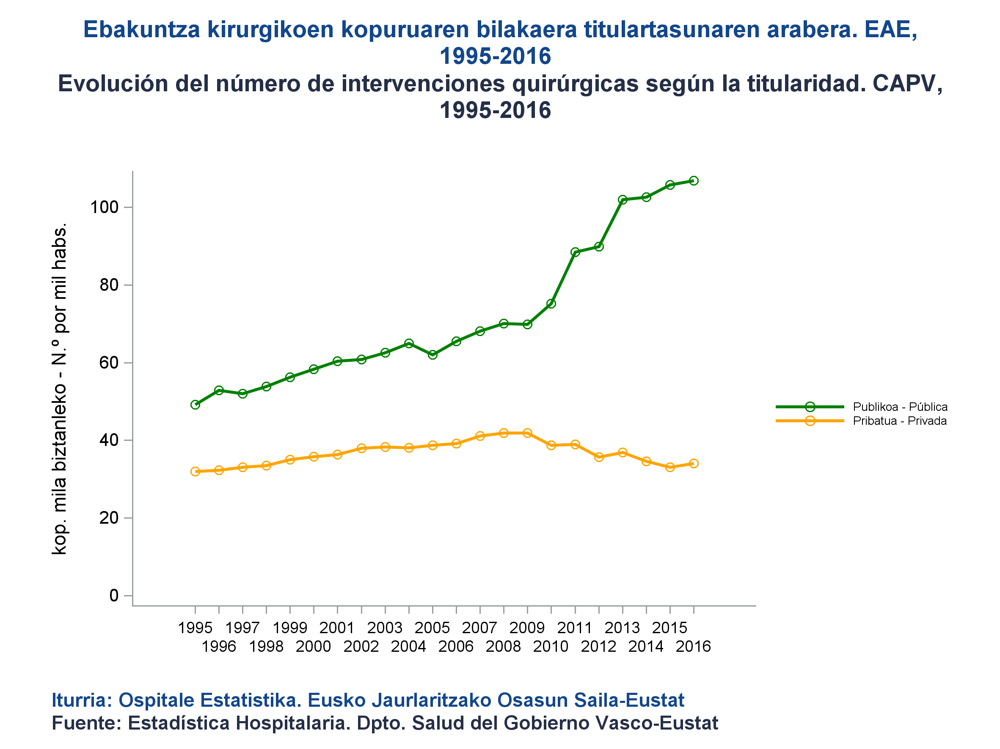 Ebakuntza kirurgikoen kopuruaren bilakaera titulartasunaren arabera. EAE,
1995-2016
Evolución del número de intervenciones quirúrgicas según la titularidad. CAPV,
1995-2016
kop. mila biztanleko - N.º por mil habs.
100
80
60
40
20
0
Publikoa - Pública
Pribatua - Privada
1995 1997 1999 2001 2003 2005 2007 2009 2011 2013 2015
1996 1998 2000 2002 2004 2006 2008 2010 2012 2014 2016
Iturria: Ospitale Estatistika. Eusko Jaurlaritzako Osasun Saila-Eustat
Fuente: Estadística Hospitalaria. Dpto. Salud del Gobierno Vasco-Eustat